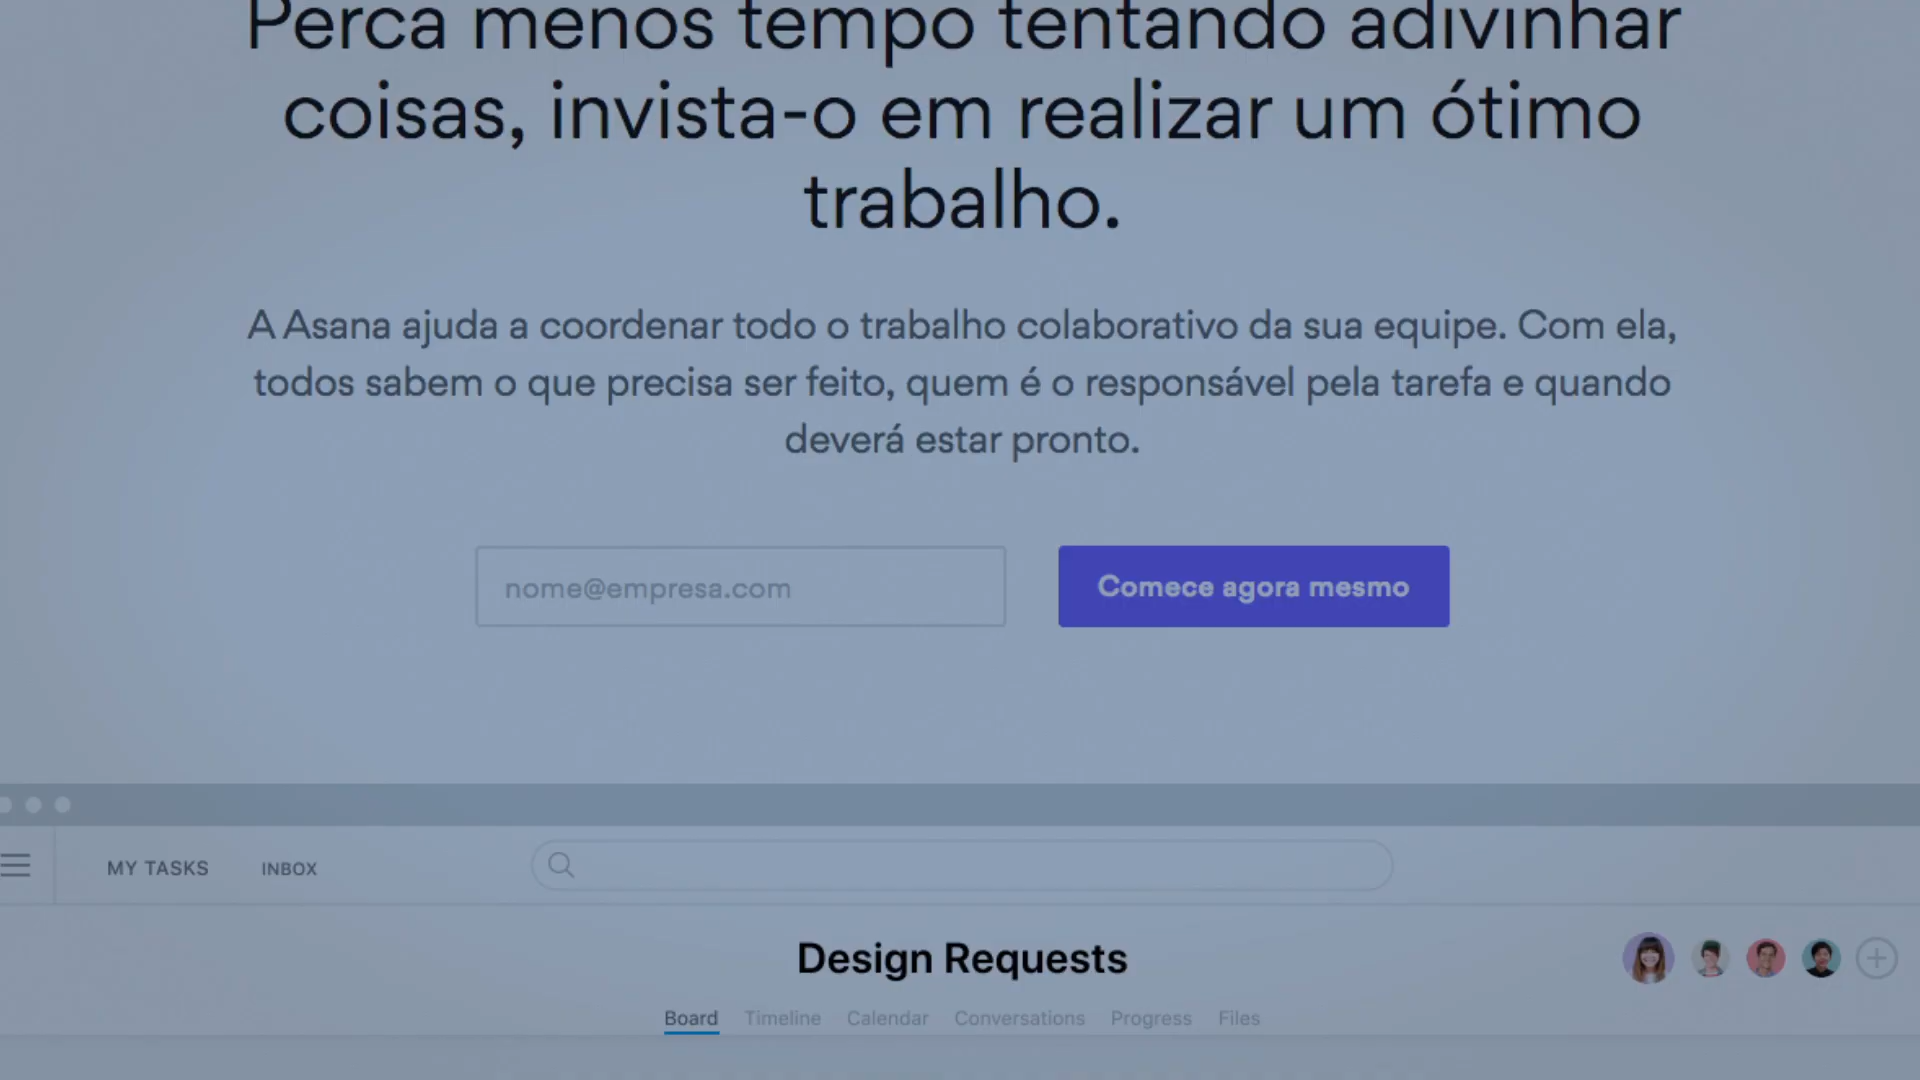 Perca menos tempo tentando adivinhar
coisas, invista-o em realizar um ótimo
trabalho.
A Asana ajuda a coordenar todo o trabalho colaborativo da sua equipe. Com ela,
todos sabem o que precisa ser feito, quem é o responsável pela tarefa e quando
deverá estar pronto.
nome@empresa.com
Comece agora mesmo
MY TASKS INBOX
Design Requests
Board Timeline Calendar Conversations Progress Files